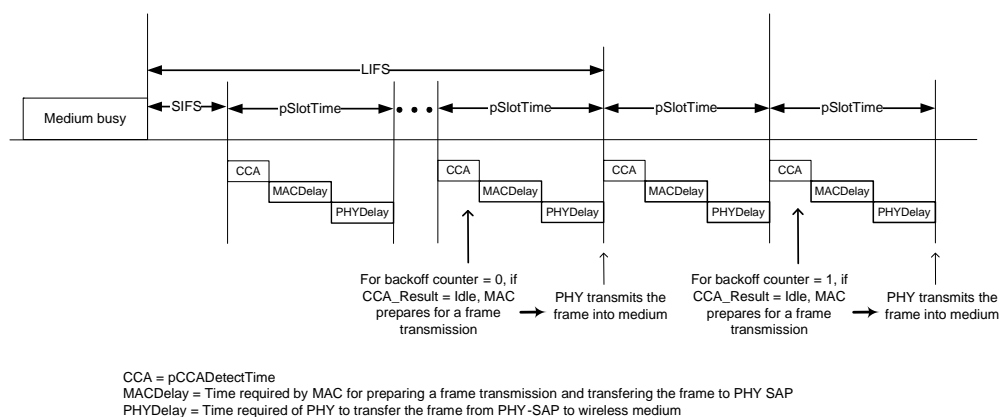 LIFS
SIFS
pSlotTime
pSlotTime
pSlotTime
pSlotTime
Medium busy
CCA
CCA
CCA
CCA
MACDelay
MACDelay
MACDelay
MACDelay
PHYDelay
PHYDelay
PHYDelay
PHYDelay
For backoff counter = 0, if
CCA_Result = Idle, MAC
prepares for a frame
transmission
PHY transmits the
frame into medium
For backoff counter = 1, if
CCA_Result = Idle, MAC
prepares for a frame
transmission
PHY transmits the
frame into medium
CCA = pCCADetectTime
MACDelay = Time required by MAC for preparing a frame transmission and transfering the frame to PHY SAP
PHYDelay = Time required of PHY to transfer the frame from PHY-SAP to wireless medium